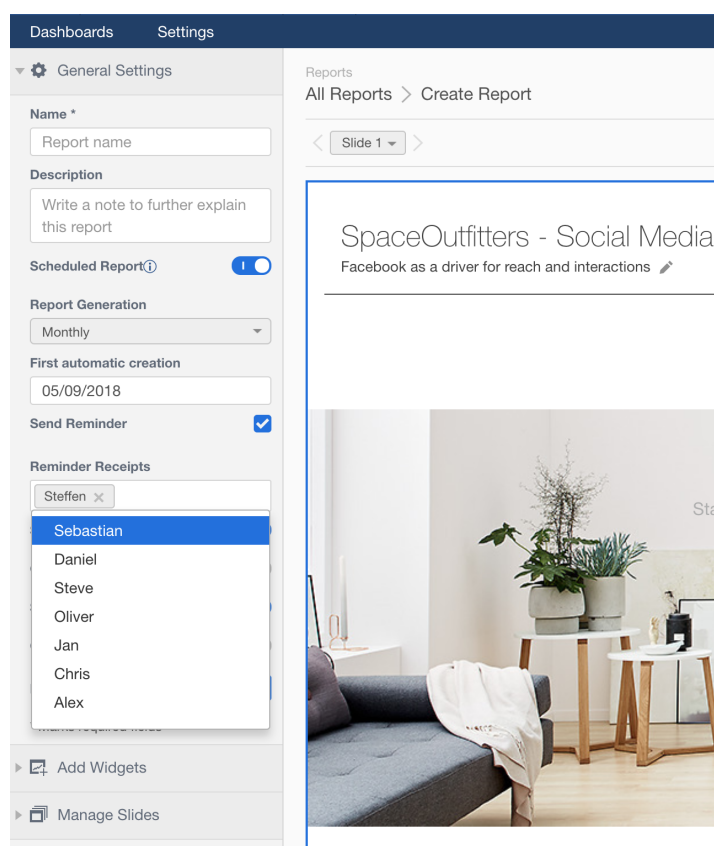 Dashboards Settings
General Settings
Name *
Report name
Description
Write a note to further explain
this report
Scheduled Report
Report Generation
Monthly
First automatic creation
05/09/2018
Send Reminder
Reminder Receipts
Steffen
Sebastian
Daniel
Steve
Oliver
Jan
Chris
Alex
Add Widgets
Manage Slides
Reports
All Reports > Create Report
Slide 1
SpaceOutfitters - Social Media
Facebook as a driver for reach and interactions
Sta